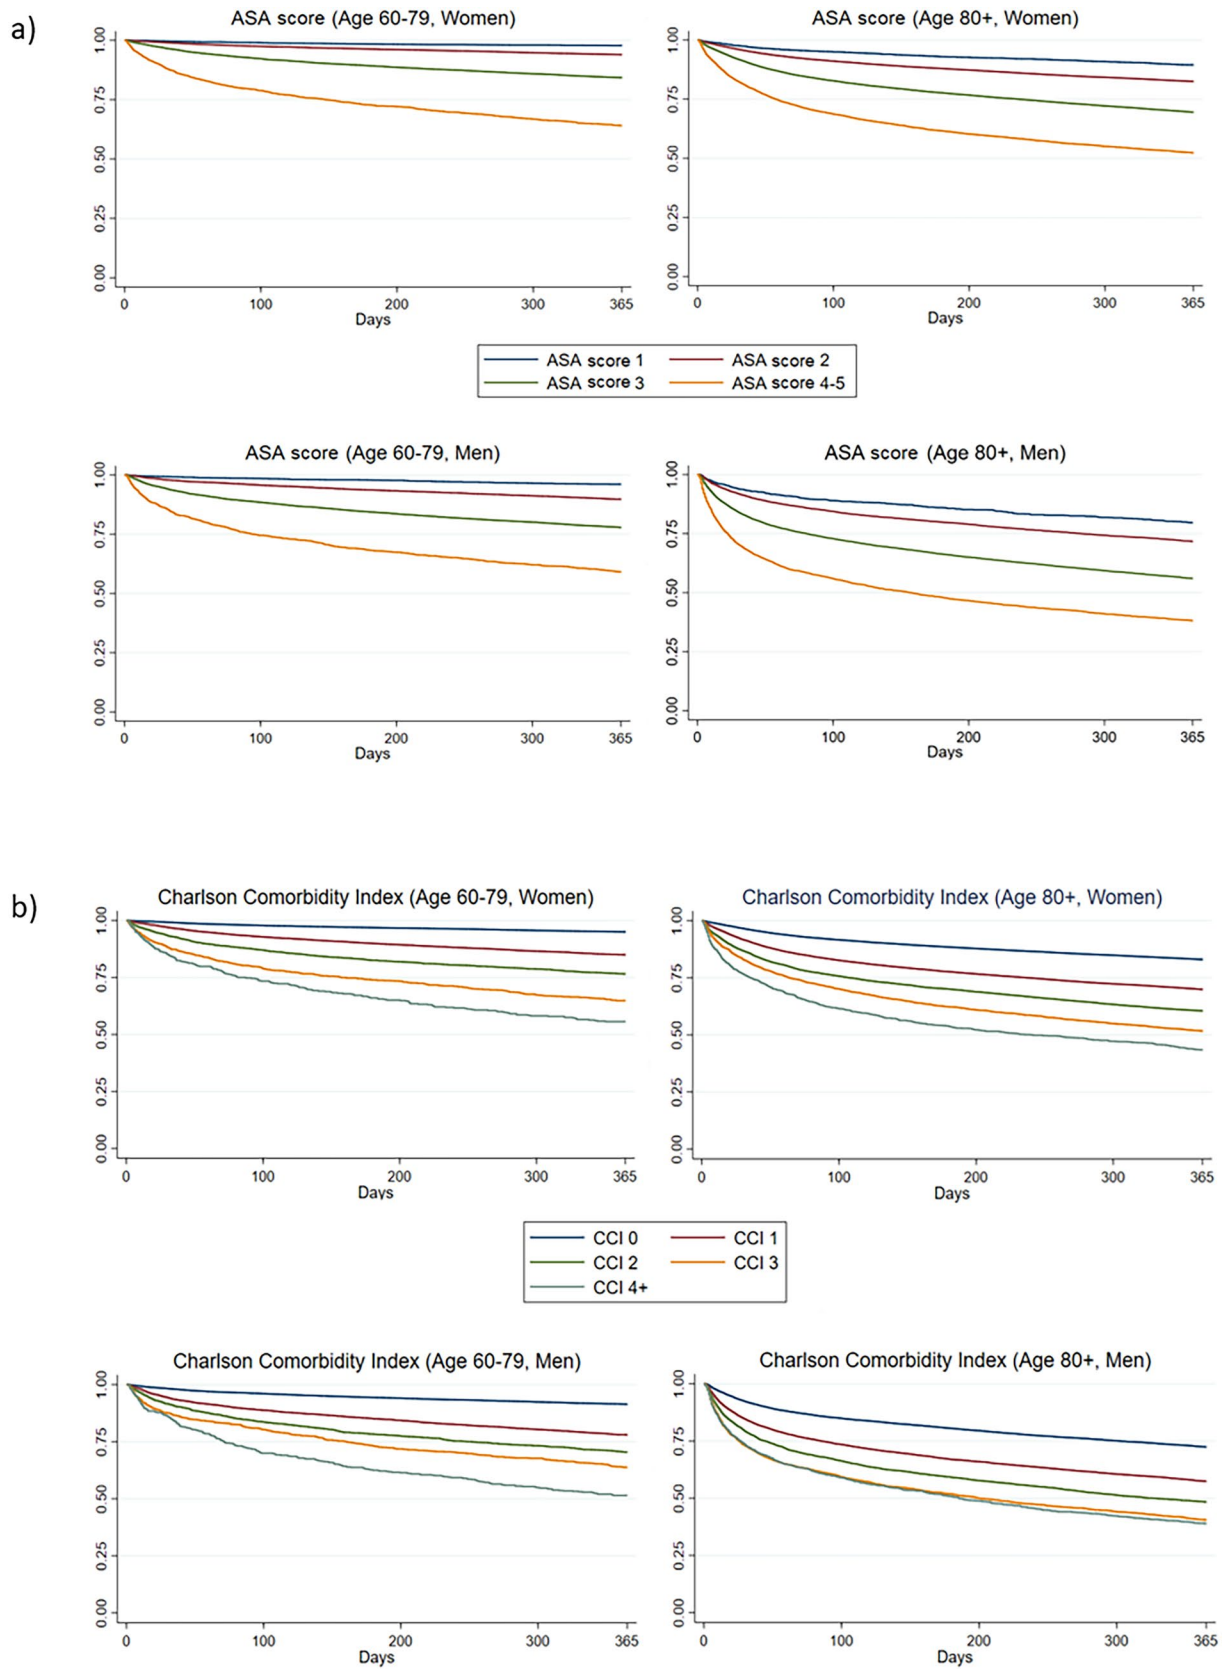 a)
ASA score (Age 60-79, Women)
1.00
0.75
0.50
0.25
0.00
0 100 200 300 365
Days
ASA score (Age 80+, Women)
1.00
0.75
0.50
0.25
0.00
0 100 200 300 365
Days
ASA score 1 ASA score 2
ASA score 3 ASA score 4-5
ASA score (Age 60-79, Men)
1.00
0.75
0.50
0.25
0.00
0 100 200 300 365
Days
ASA score (Age 80+, Men)
1.00
0.75
0.50
0.25
0.00
0 100 200 300 365
Days
b)
Charlson Comorbidity Index (Age 60-79, Women)
1.00
0.75
0.50
0.25
0.00
0 100 200 300 365
Days
Charlson Comorbidity Index (Age 80+, Women)
1.00
0.75
0.50
0.25
0.00
0 100 200 300 365
Days
CCI 0 CCI 1
CCI 2 CCI 3
CCI 4+
Charlson Comorbidity Index (Age 60-79, Men)
1.00
0.75
0.50
0.25
0.00
0 100 200 300 365
Days
Charlson Comorbidity Index (Age 80+, Men)
1.00
0.75
0.50
0.25
0.00
0 100 200 300 365
Days